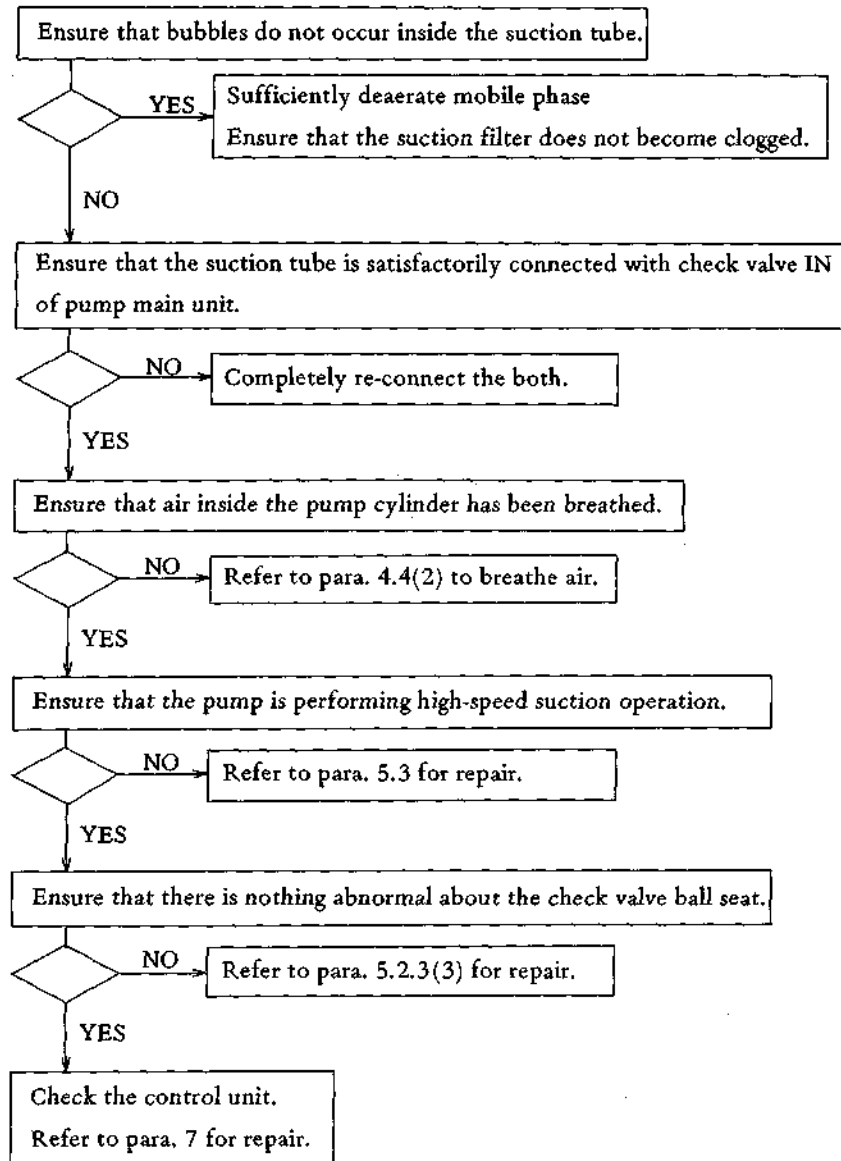 Ensure that bubbles do not occur inside the suction tube.
YES
Sufficiently deaerate mobile phase
Ensure that the suction filter does not become clogged.
NO
Ensure that the suction tube is satisfactorily connected with check valve IN
of pump main unit.
NO
Completely re-connect the both.
YES
Ensure that air inside the pump cylinder has been breathed.
NO
Refer to para. 4.4(2) to breathe air.
YES
Ensure that the pump is performing high-speed suction operation.
NO
Refer to para. 5.3 for repair.
YES
Ensure that there is nothing abnormal about the check valve ball seat.
NO
Refer to para. 5.2.3(3) for repair.
YES
Check the control unit.
Refer to para. 7 for repair.